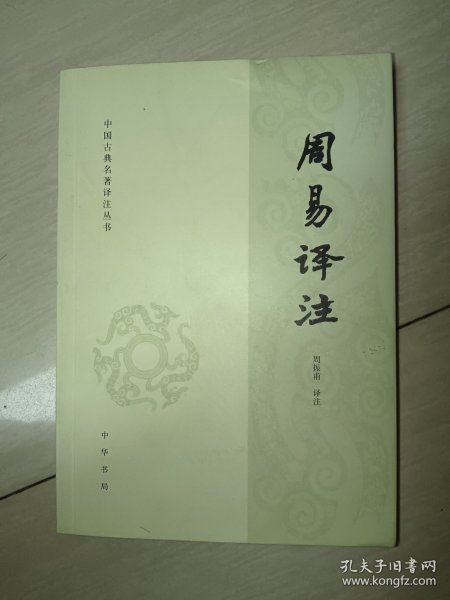 中国古典名著译注丛书
周易译注
周振甫 译注
中华书局
孔夫子旧书网
www.kongfz.com